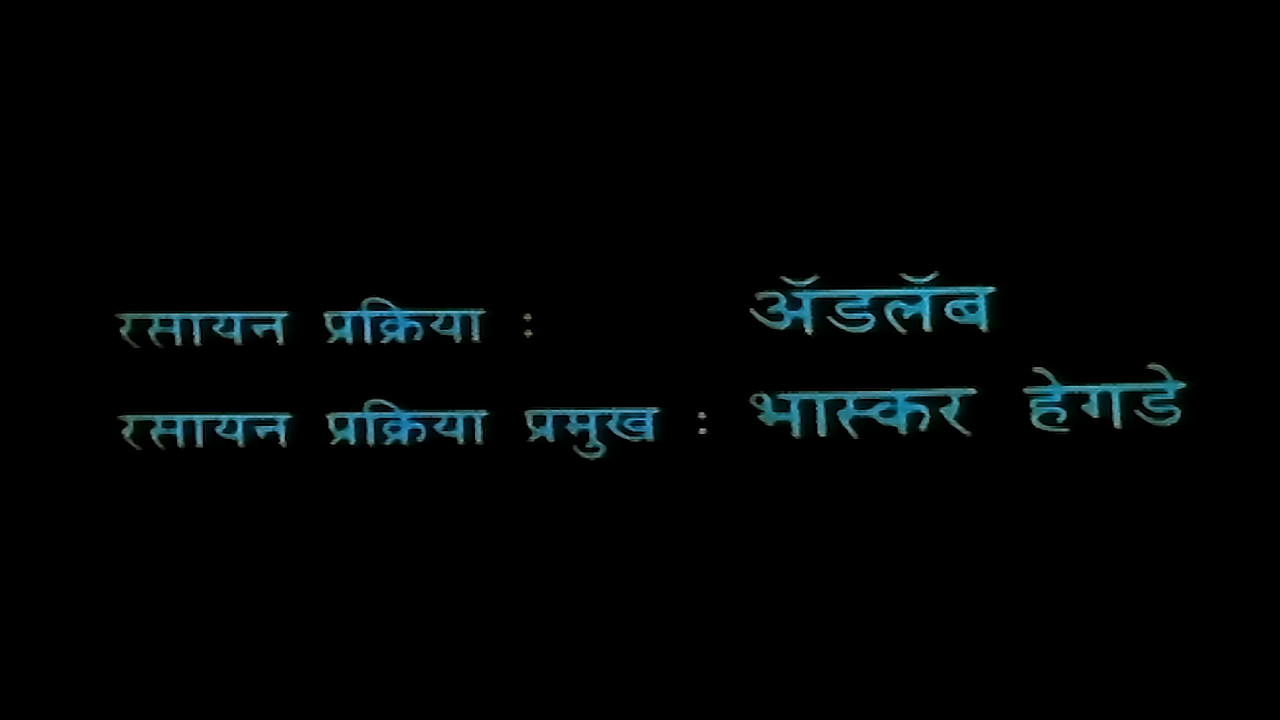 रसायन प्रक्रिया : ॲडलॅब
रसायन प्रक्रिया प्रमुख : भास्कर हेगडे